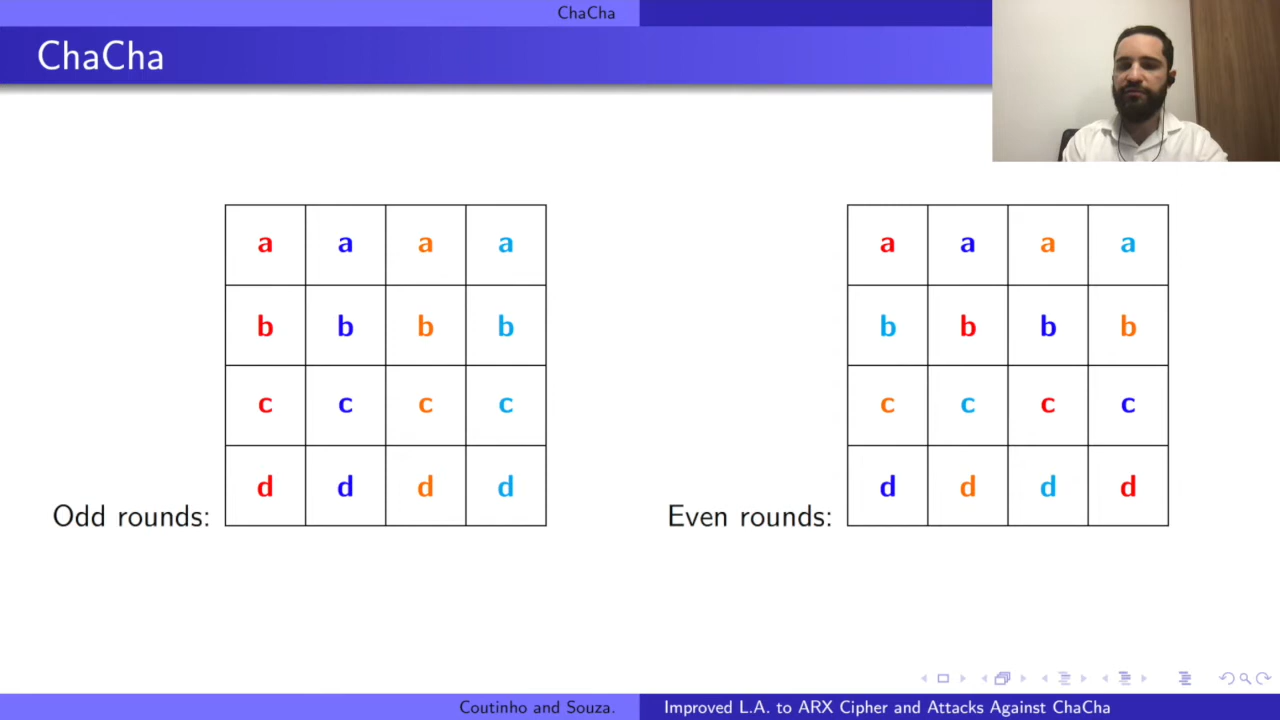 ChaCha
ChaCha
a a a a
b b b b
c c c c
d d d d
Odd rounds:
a a a a
b b b b
c c c c
d d d d
Even rounds:
Coutinho and Souza.
Improved L.A. to ARX Cipher and Attacks Against ChaCha